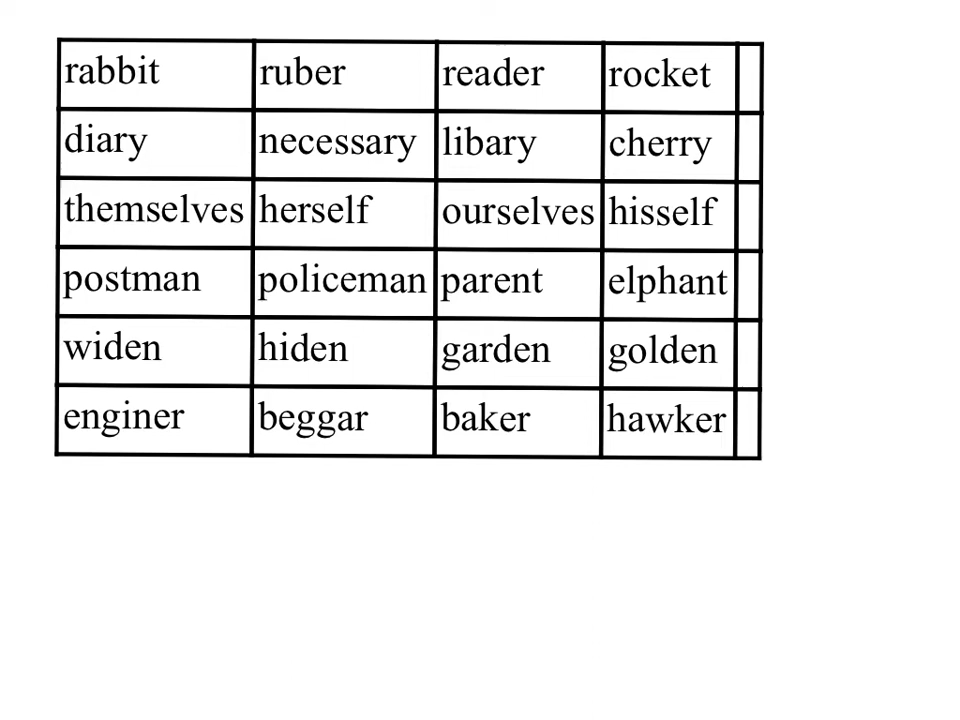 rabbit ruber reader rocket
diary necessary libary cherry
themselves herself ourselves hisself
postman policeman parent elphant
widen hiden garden golden
enginer beggar baker hawker